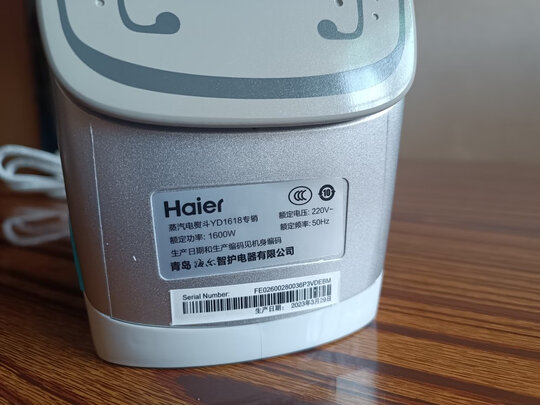 Haier
蒸汽电熨斗YD1618专销 额定电压: 220V~
额定功率: 1600W 额定频率: 50Hz
生产日期和生产编码见机身编码
青岛 智护电器有限公司
Serial Number: FE02600280036P3VDEBM
生产日期: 2023年3月29日